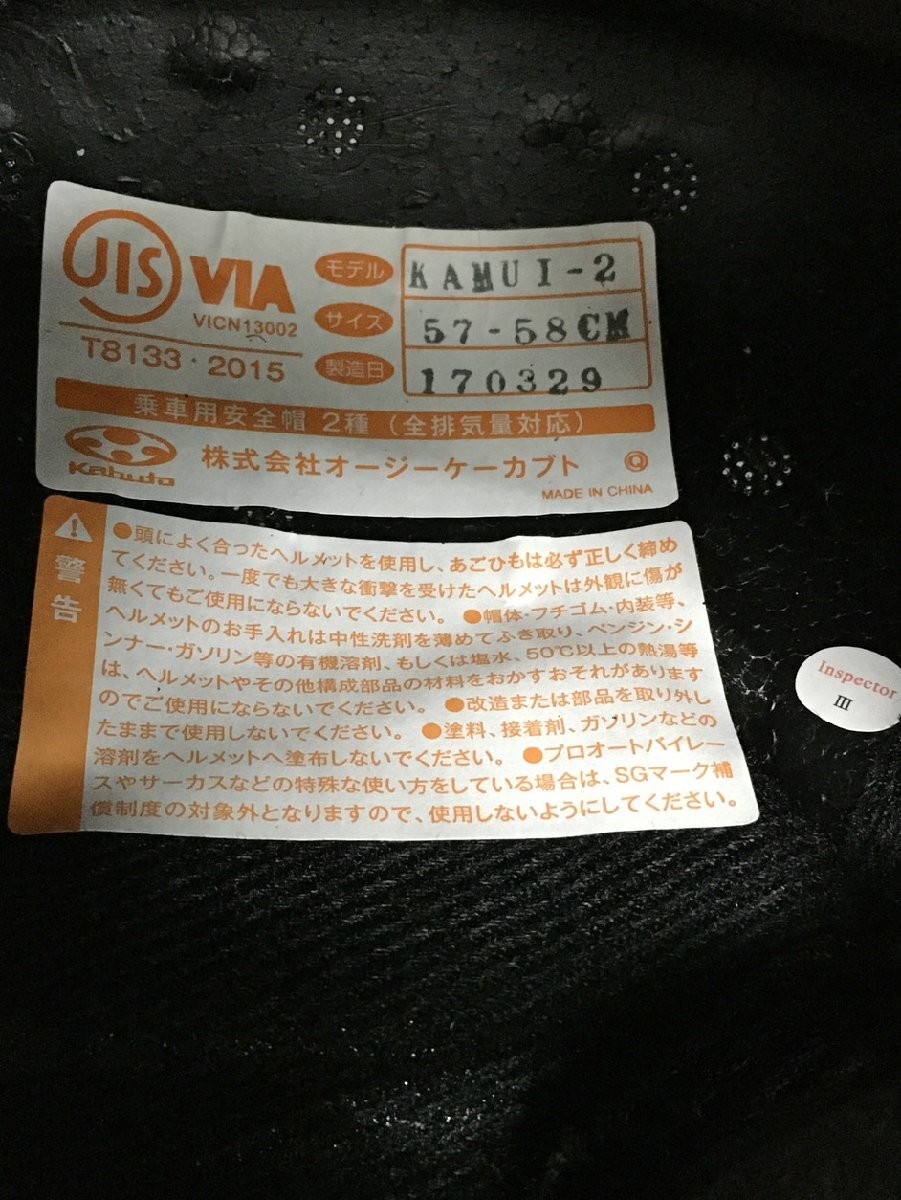 JIS VIA
VICN13002
T8133・2015
モデル KAMUI-2
サイズ 57-58CM
製造日 170329
乗車用安全帽 2種（全排気量対応）
Kabuto 株式会社オージーケーカブト Q
MADE IN CHINA
警告
●頭によく合ったヘルメットを使用し、あごひもは必ず正しく締め
てください。一度でも大きな衝撃を受けたヘルメットは外観に傷が
無くてもご使用にならないでください。 ●帽体・フチゴム・内装等、
ヘルメットのお手入れは中性洗剤を薄めてふき取り、ベンジン・シ
ンナー・ガソリン等の有機溶剤、もしくは塩水、50℃以上の熱湯等
は、ヘルメットやその他構成部品の材料をおかすおそれがあります
のでご使用にならないでください。 ●改造または部品を取り外し
たままで使用しないでください。 ●塗料、接着剤、ガソリンなどの
溶剤をヘルメットへ塗布しないでください。 ●プロオートバイレー
スやサーカスなどの特殊な使い方をしている場合は、SGマーク補
償制度の対象外となりますので、使用しないようにしてください。
Inspector
III